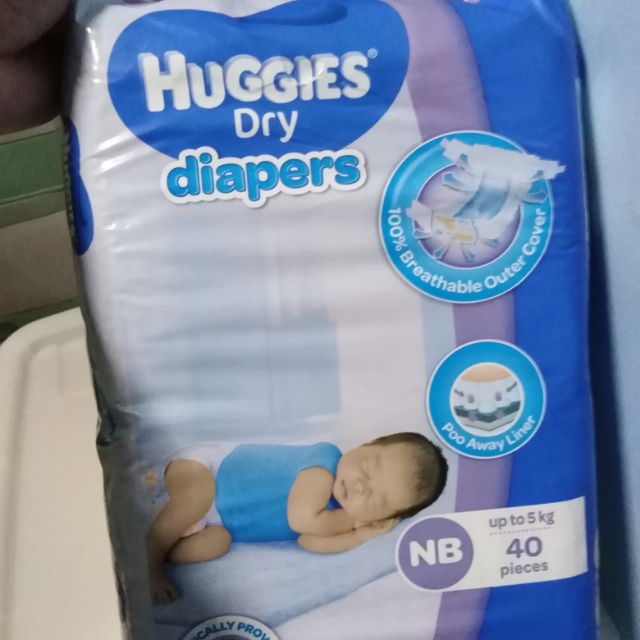 HUGGIES®
Dry
diapers
100% Breathable Outer Cover
Poo Away Liner
NB
up to 5 kg
40
pieces